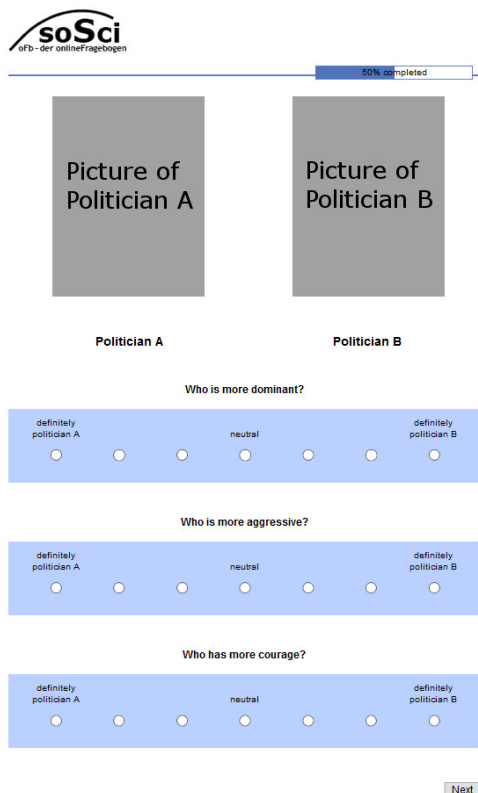 soSci
oFb - der onlineFragebogen
50% completed
Picture of
Politician A
Picture of
Politician B
Politician A
Politician B
Who is more dominant?
definitely
politician A
neutral
definitely
politician B
Who is more aggressive?
definitely
politician A
neutral
definitely
politician B
Who has more courage?
definitely
politician A
neutral
definitely
politician B
Next